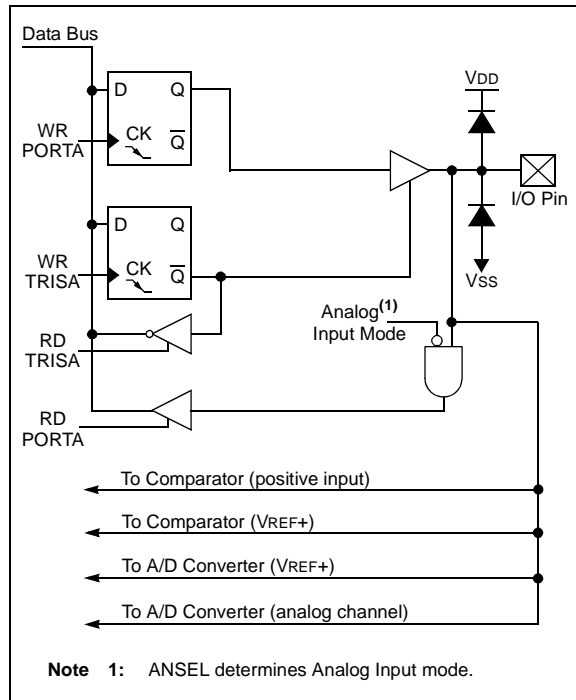 Data Bus
D Q
WR
PORTA
CK Q
VDD
I/O Pin
VSS
D Q
WR
TRISA
CK Q
RD
TRISA
Analog(1)
Input Mode
RD
PORTA
To Comparator (positive input)
To Comparator (VREF+)
To A/D Converter (VREF+)
To A/D Converter (analog channel)
Note 1: ANSEL determines Analog Input mode.